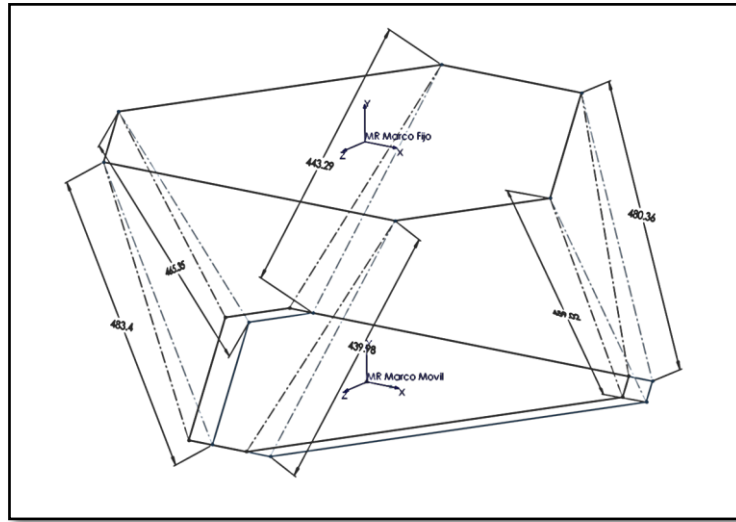 Y
MR Marco Fijo
Z
X
443.29
480.36
465.35
483.4
439.98
Y
MR Marco Movil
Z
X